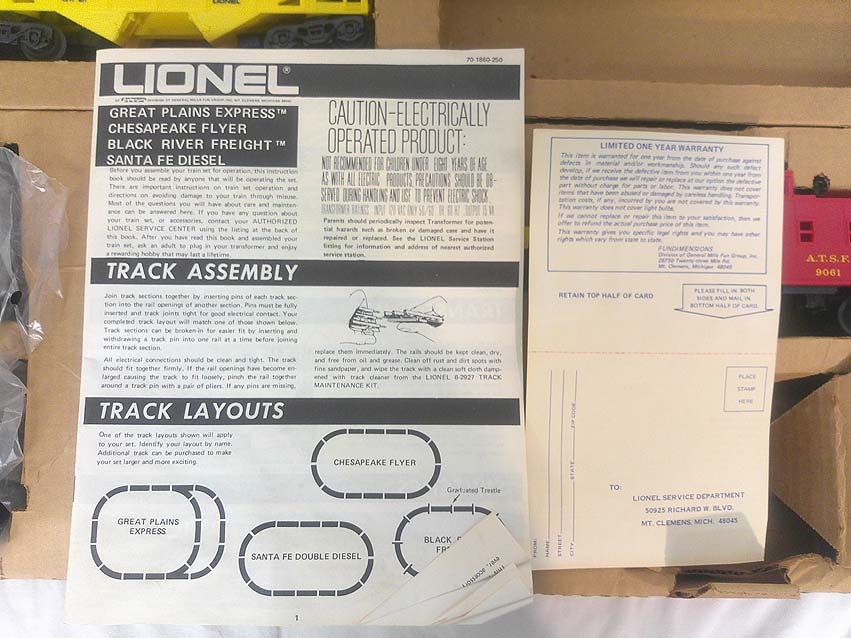 70-1860-250
LIONEL®
DIVISION OF GENERAL MILLS FUN GROUP, INC. MT. CLEMENS, MICHIGAN 48045
GREAT PLAINS EXPRESS™
CHESAPEAKE FLYER
BLACK RIVER FREIGHT™
SANTA FE DIESEL
Before you assembly your train set for operation, this instruction
book should be read by anyone that will be operating the set.
There are important instructions on train set operation and
directions on avoiding damage to your train through misuse.
Most of the questions you will have about care and mainten-
ance can be answered here. If you have any question about
your train set, or accessories, contact your AUTHORIZED
LIONEL SERVICE CENTER using the listing at the back of
this book. After you have read this book and assembled your
train set, ask an adult to plug in your transformer and enjoy
a rewarding hobby that may last a lifetime.
CAUTION–ELECTRICALLY
OPERATED PRODUCT:
NOT RECOMMENDED FOR CHILDREN UNDER EIGHT YEARS OF AGE.
AS WITH ALL ELECTRIC PRODUCTS, PRECAUTIONS SHOULD BE OB-
SERVED DURING HANDLING AND USE TO PREVENT ELECTRIC SHOCK.
TRANSFORMER RATINGS: INPUT 120 VAC ONLY
Parents should periodically inspect Transformer for poten-
tial hazards such as broken or damaged case and have it
repaired or replaced. See the LIONEL Service Station
listing for information and address of nearest authorized
service station.
TRACK ASSEMBLY
Join track sections together by inserting pins of each track sec-
tion into the rail openings of another section. Pins must be fully
inserted and track joints tight for good electrical contact. Your
completed track layout will match one of those shown below.
Track sections can be broken-in for easier fit by inserting and
withdrawing a track pin into one rail at a time before joining
entire track section.
All electrical connections should be clean and tight. The track
should fit together firmly. If the rail openings have become en-
larged causing the track to fit loosely, pinch the rail together
around a track pin with a pair of pliers. If any pins are missing,
replace them immediately. The rails should be kept clean, dry,
and free from oil and grease. Clean off rust and dirt spots with
fine sandpaper, and wipe the track with a clean soft cloth damp-
ened with track cleaner from the LIONEL 6-2927 TRACK
MAINTENANCE KIT.
TRACK LAYOUTS
One of the track layouts shown will apply
to your set. Identify your layout by name.
Additional track can be purchased to make
your set larger and more exciting.
CHESAPEAKE FLYER
Graduated Trestle
GREAT PLAINS
EXPRESS
SANTA FE DOUBLE DIESEL
BLACK
FRE
1
LIMITED ONE YEAR WARRANTY
This item is warranted for one year from the date of purchase against
defects in material and/or workmanship. Should any such defect
develop, if we receive the defective item from you within one year from
the date of purchase we will repair or replace at our option the defective
part without charge for parts or labor. This warranty does not cover
items that have been abused or damaged by careless handling. Transpor-
tation costs, if any, incurred by you are not covered by this warranty.
This warranty does not cover light bulbs.
If we cannot replace or repair this item to your satisfaction, then we
offer to refund the actual purchase price of this item.
This warranty gives you specific legal rights and you may have other
rights which vary from state to state.
FUNDIMENSIONS
Division of General Mills Fun Group, Inc.
26750 Twenty-three Mile Rd.
Mt. Clemens, Michigan 48045
RETAIN TOP HALF OF CARD
PLEASE FILL IN BOTH
SIDES AND MAIL IN
BOTTOM HALF OF CARD.
PLACE
STAMP
HERE
FROM:
NAME
STREET
CITY STATE ZIP CODE
TO:
LIONEL SERVICE DEPARTMENT
50925 RICHARD W. BLVD.
MT. CLEMENS, MICH. 48045
A.T.S.F.
9061